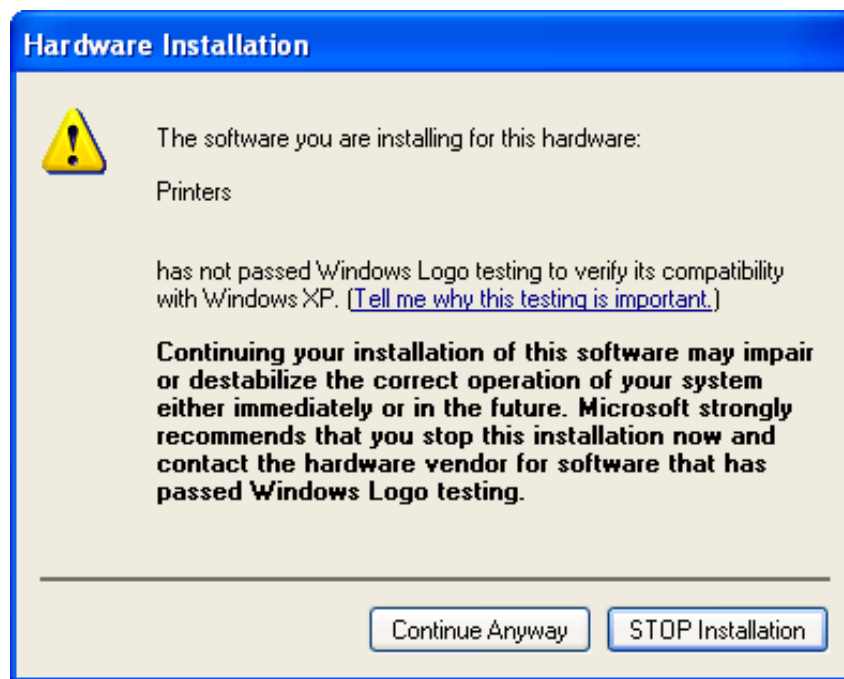 Hardware Installation
The software you are installing for this hardware:
Printers
has not passed Windows Logo testing to verify its compatibility
with Windows XP. (Tell me why this testing is important.)
Continuing your installation of this software may impair
or destabilize the correct operation of your system
either immediately or in the future. Microsoft strongly
recommends that you stop this installation now and
contact the hardware vendor for software that has
passed Windows Logo testing.
Continue Anyway
STOP Installation